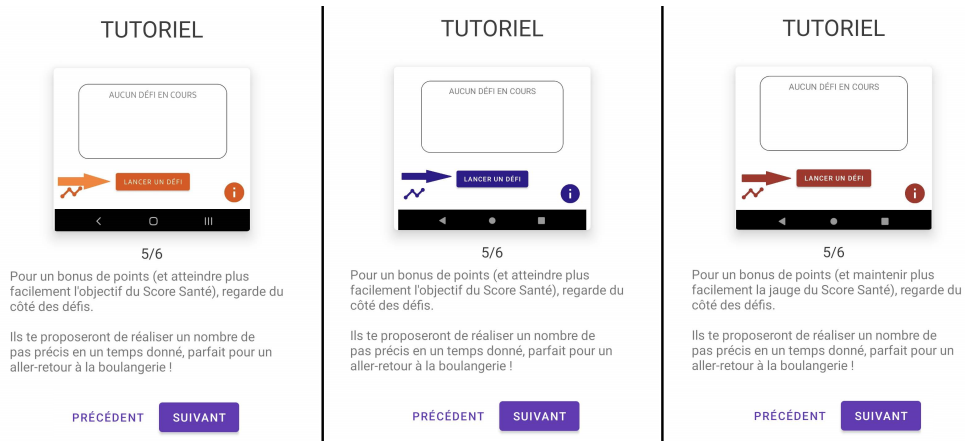 TUTORIEL
AUCUN DÉFI EN COURS
LANCER UN DÉFI
i
5/6
Pour un bonus de points (et atteindre plus
facilement l'objectif du Score Santé), regarde du
côté des défis.
Ils te proposeront de réaliser un nombre de
pas précis en un temps donné, parfait pour un
aller-retour à la boulangerie !
PRÉCÉDENT
SUIVANT
TUTORIEL
AUCUN DÉFI EN COURS
LANCER UN DÉFI
i
5/6
Pour un bonus de points (et atteindre plus
facilement l'objectif du Score Santé), regarde du
côté des défis.
Ils te proposeront de réaliser un nombre de
pas précis en un temps donné, parfait pour un
aller-retour à la boulangerie !
PRÉCÉDENT
SUIVANT
TUTORIEL
AUCUN DÉFI EN COURS
LANCER UN DÉFI
i
5/6
Pour un bonus de points (et maintenir plus
facilement la jauge du Score Santé), regarde du
côté des défis.
Ils te proposeront de réaliser un nombre de
pas précis en un temps donné, parfait pour un
aller-retour à la boulangerie !
PRÉCÉDENT
SUIVANT